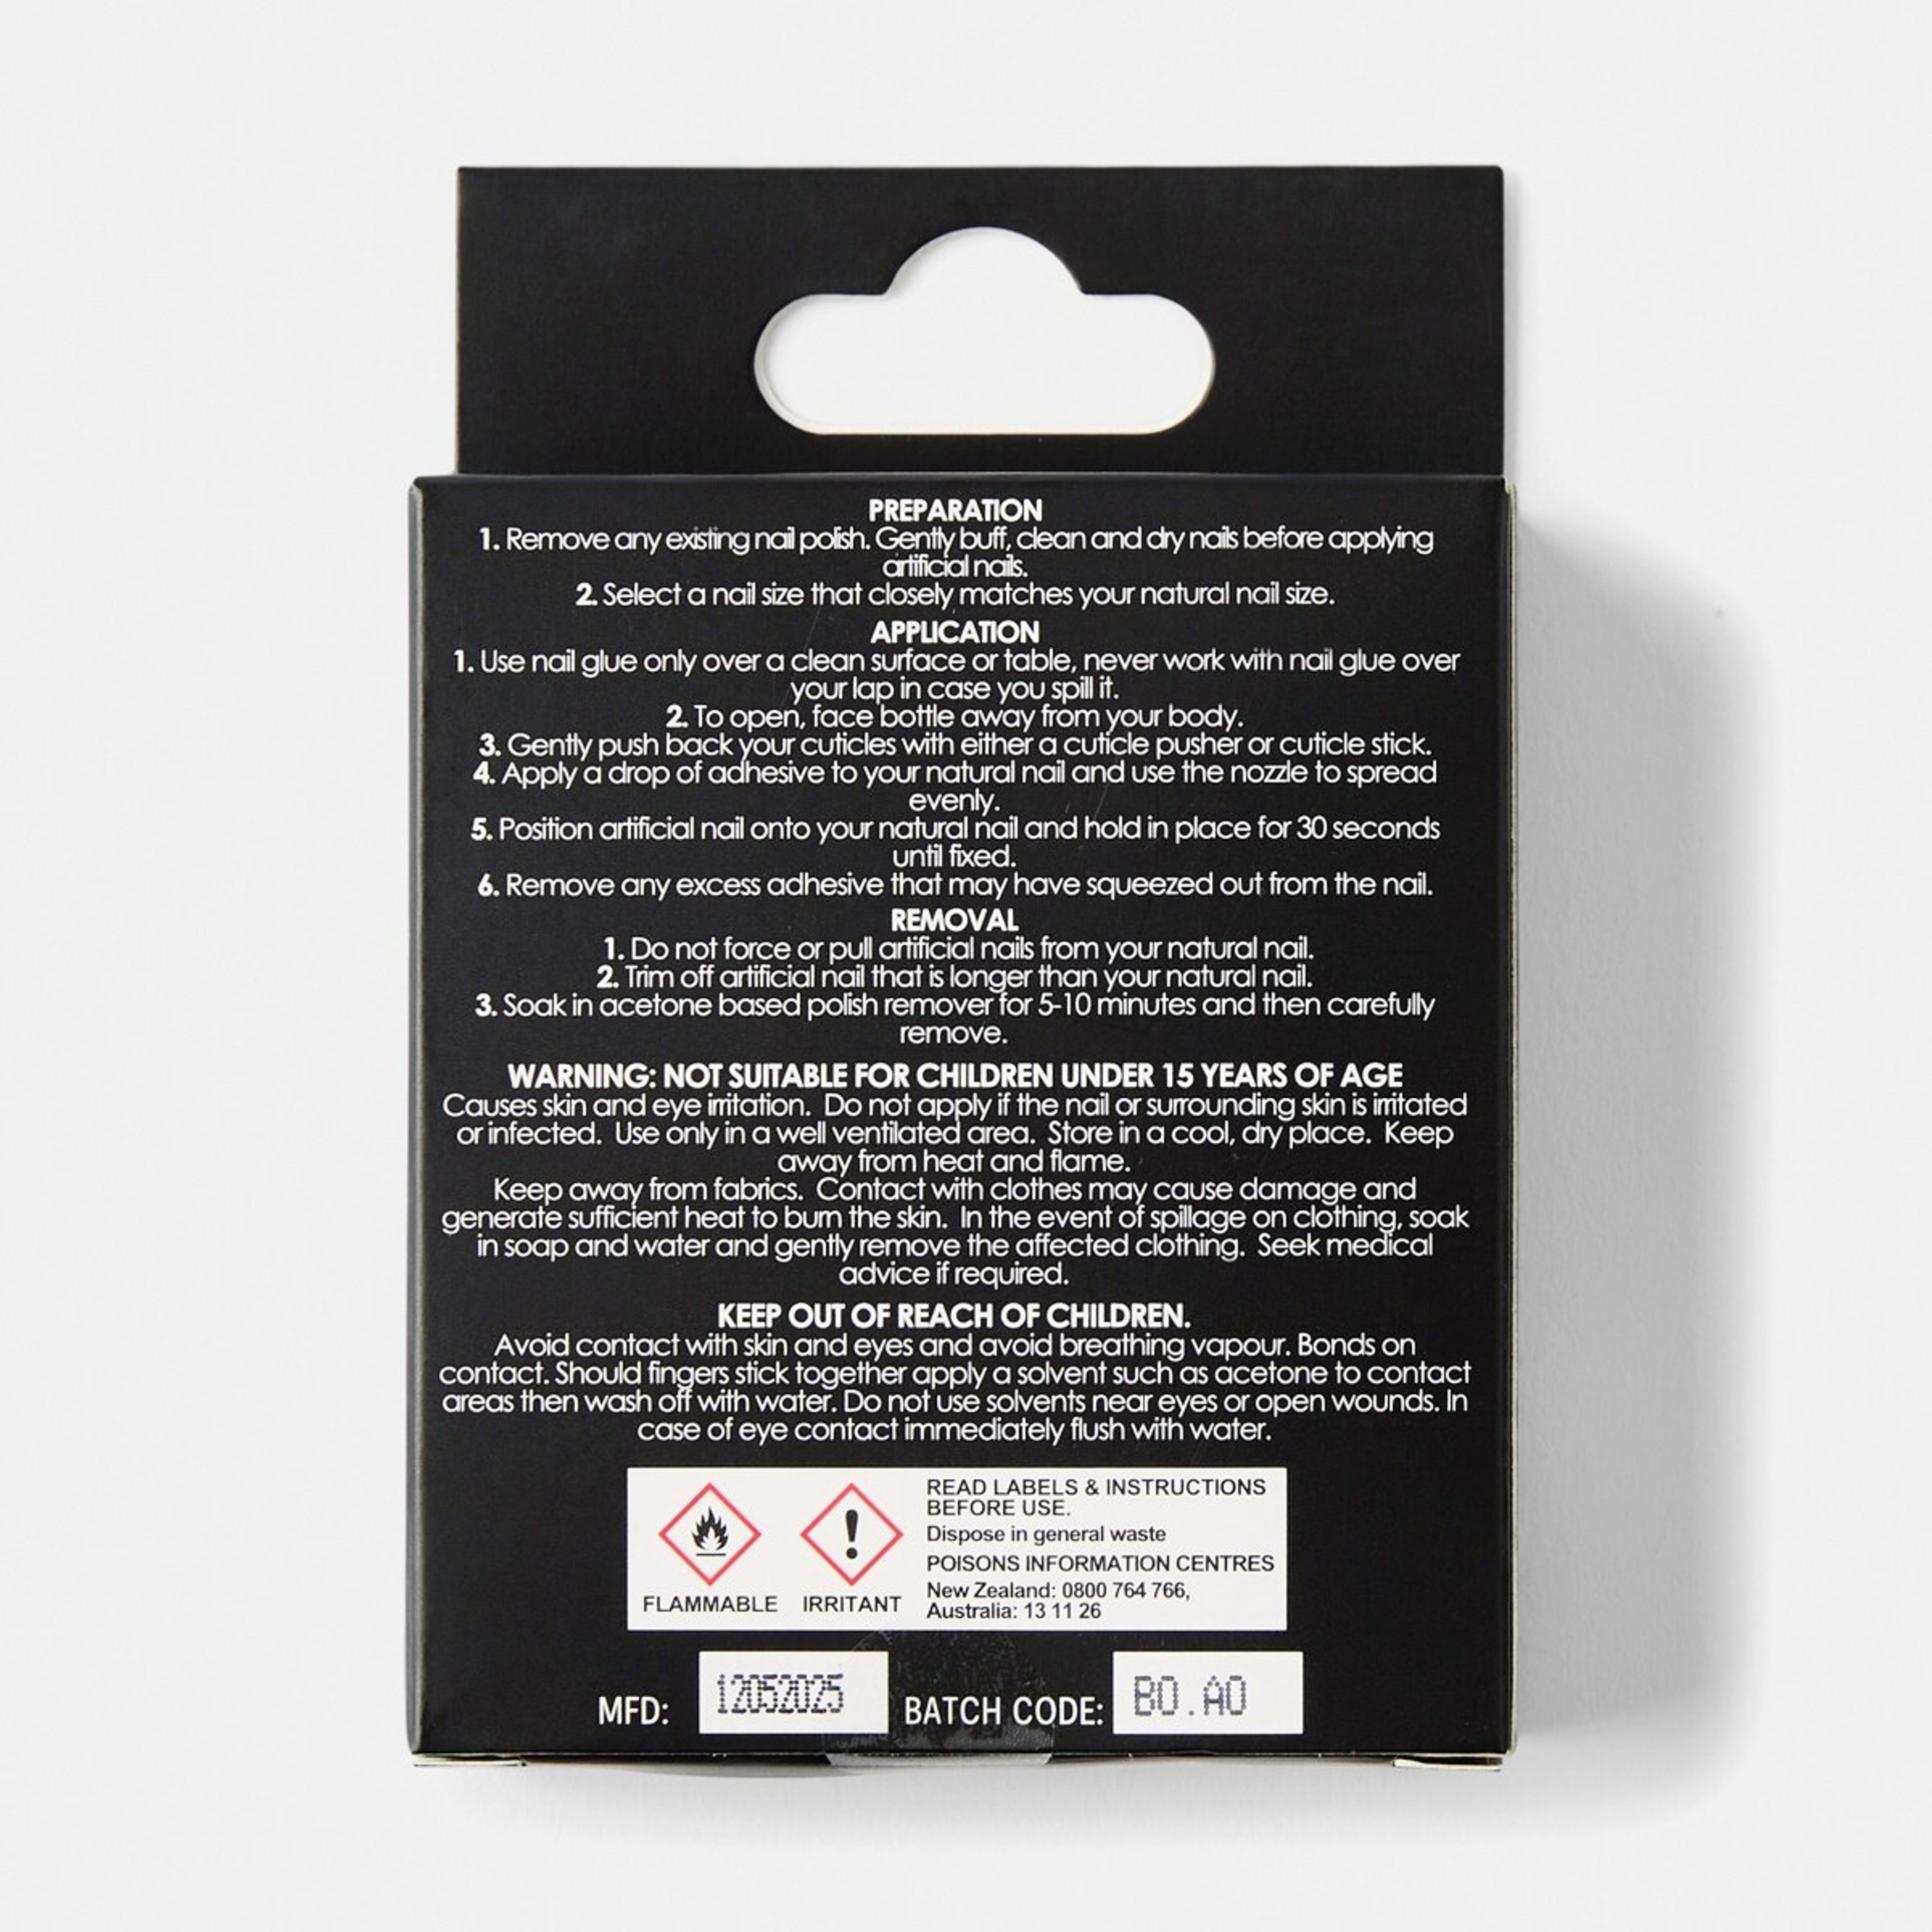 PREPARATION
1. Remove any existing nail polish. Gently buff, clean and dry nails before applying
artificial nails.
2. Select a nail size that closely matches your natural nail size.
APPLICATION
1. Use nail glue only over a clean surface or table, never work with nail glue over
your lap in case you spill it.
2. To open, face bottle away from your body.
3. Gently push back your cuticles with either a cuticle pusher or cuticle stick.
4. Apply a drop of adhesive to your natural nail and use the nozzle to spread
evenly.
5. Position artificial nail onto your natural nail and hold in place for 30 seconds
until fixed.
6. Remove any excess adhesive that may have squeezed out from the nail.
REMOVAL
1. Do not force or pull artificial nails from your natural nail.
2. Trim off artificial nail that is longer than your natural nail.
3. Soak in acetone based polish remover for 5-10 minutes and then carefully
remove.
WARNING: NOT SUITABLE FOR CHILDREN UNDER 15 YEARS OF AGE
Causes skin and eye irritation. Do not apply if the nail or surrounding skin is irritated
or infected. Use only in a well ventilated area. Store in a cool, dry place. Keep
away from heat and flame.
Keep away from fabrics. Contact with clothes may cause damage and
generate sufficient heat to burn the skin. In the event of spillage on clothing, soak
in soap and water and gently remove the affected clothing. Seek medical
advice if required.
KEEP OUT OF REACH OF CHILDREN.
Avoid contact with skin and eyes and avoid breathing vapour. Bonds on
contact. Should fingers stick together apply a solvent such as acetone to contact
areas then wash off with water. Do not use solvents near eyes or open wounds. In
case of eye contact immediately flush with water.
FLAMMABLE IRRITANT
READ LABELS & INSTRUCTIONS
BEFORE USE.
Dispose in general waste
POISONS INFORMATION CENTRES
New Zealand: 0800 764 766,
Australia: 13 11 26
MFD: 12052025 BATCH CODE: BO.AO